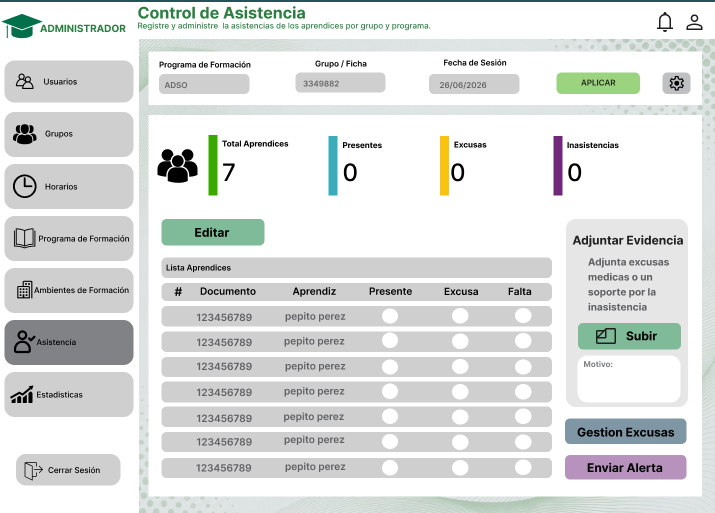 ADMINISTRADOR
Control de Asistencia
Registre y administre la asistencias de los aprendices por grupo y programa.
Usuarios
Grupos
Horarios
Programa de Formación
Ambientes de Formación
Asistencia
Estadisticas
Cerrar Sesión
Programa de Formación
Grupo / Ficha
Fecha de Sesión
ADSO
3349882
26/06/2026
APLICAR
Total Aprendices
7
Presentes
0
Excusas
0
Inasistencias
0
Editar
Lista Aprendices
# Documento Aprendiz Presente Excusa Falta
123456789 pepito perez
123456789 pepito perez
123456789 pepito perez
123456789 pepito perez
123456789 pepito perez
123456789 pepito perez
123456789 pepito perez
Adjuntar Evidencia
Adjunta excusas
medicas o un
soporte por la
inasistencia
Subir
Motivo:
Gestion Excusas
Enviar Alerta